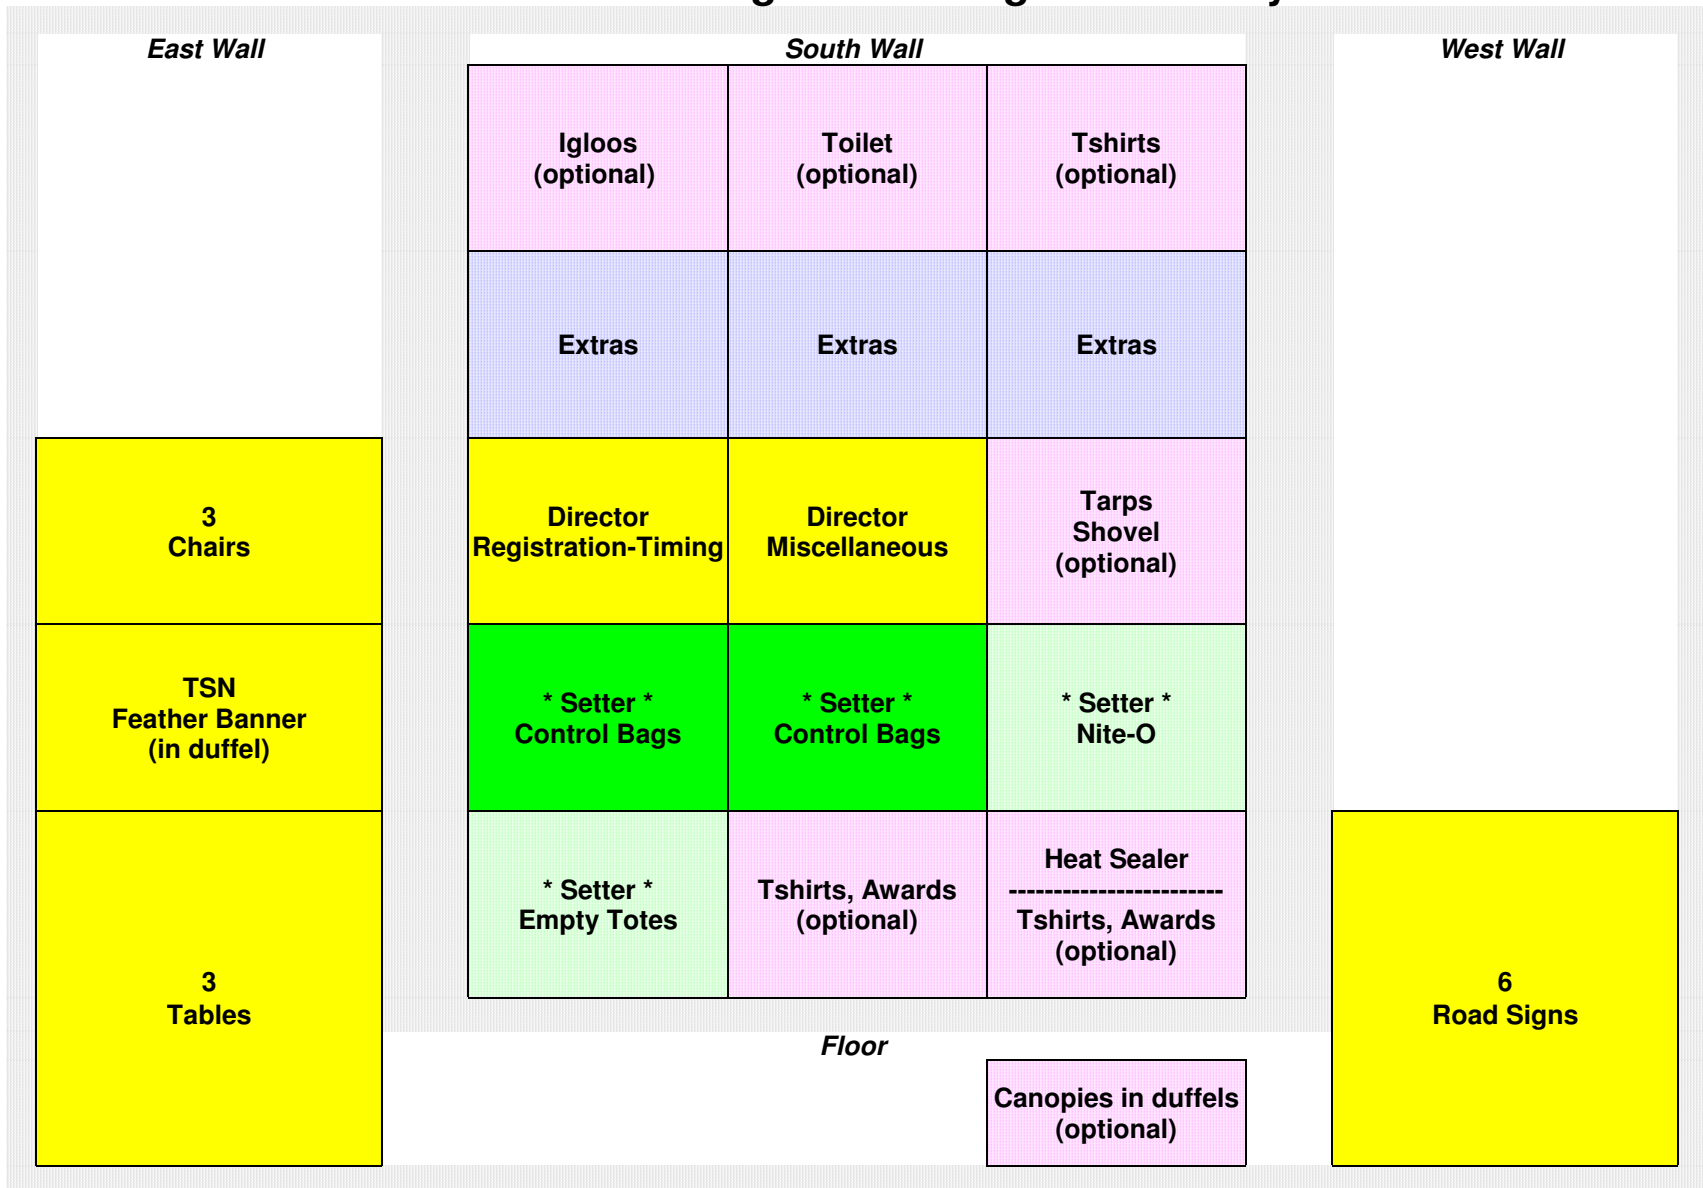 East Wall
South Wall
West Wall
Igloos
(optional)
Toilet
(optional)
Tshirts
(optional)
Extras
Extras
Extras
3
Chairs
Director
Registration-Timing
Director
Miscellaneous
Tarps
Shovel
(optional)
TSN
Feather Banner
(in duffel)
* Setter *
Control Bags
* Setter *
Control Bags
* Setter *
Nite-O
3
Tables
* Setter *
Empty Totes
Tshirts, Awards
(optional)
Heat Sealer
------------------------
Tshirts, Awards
(optional)
6
Road Signs
Floor
Canopies in duffels
(optional)